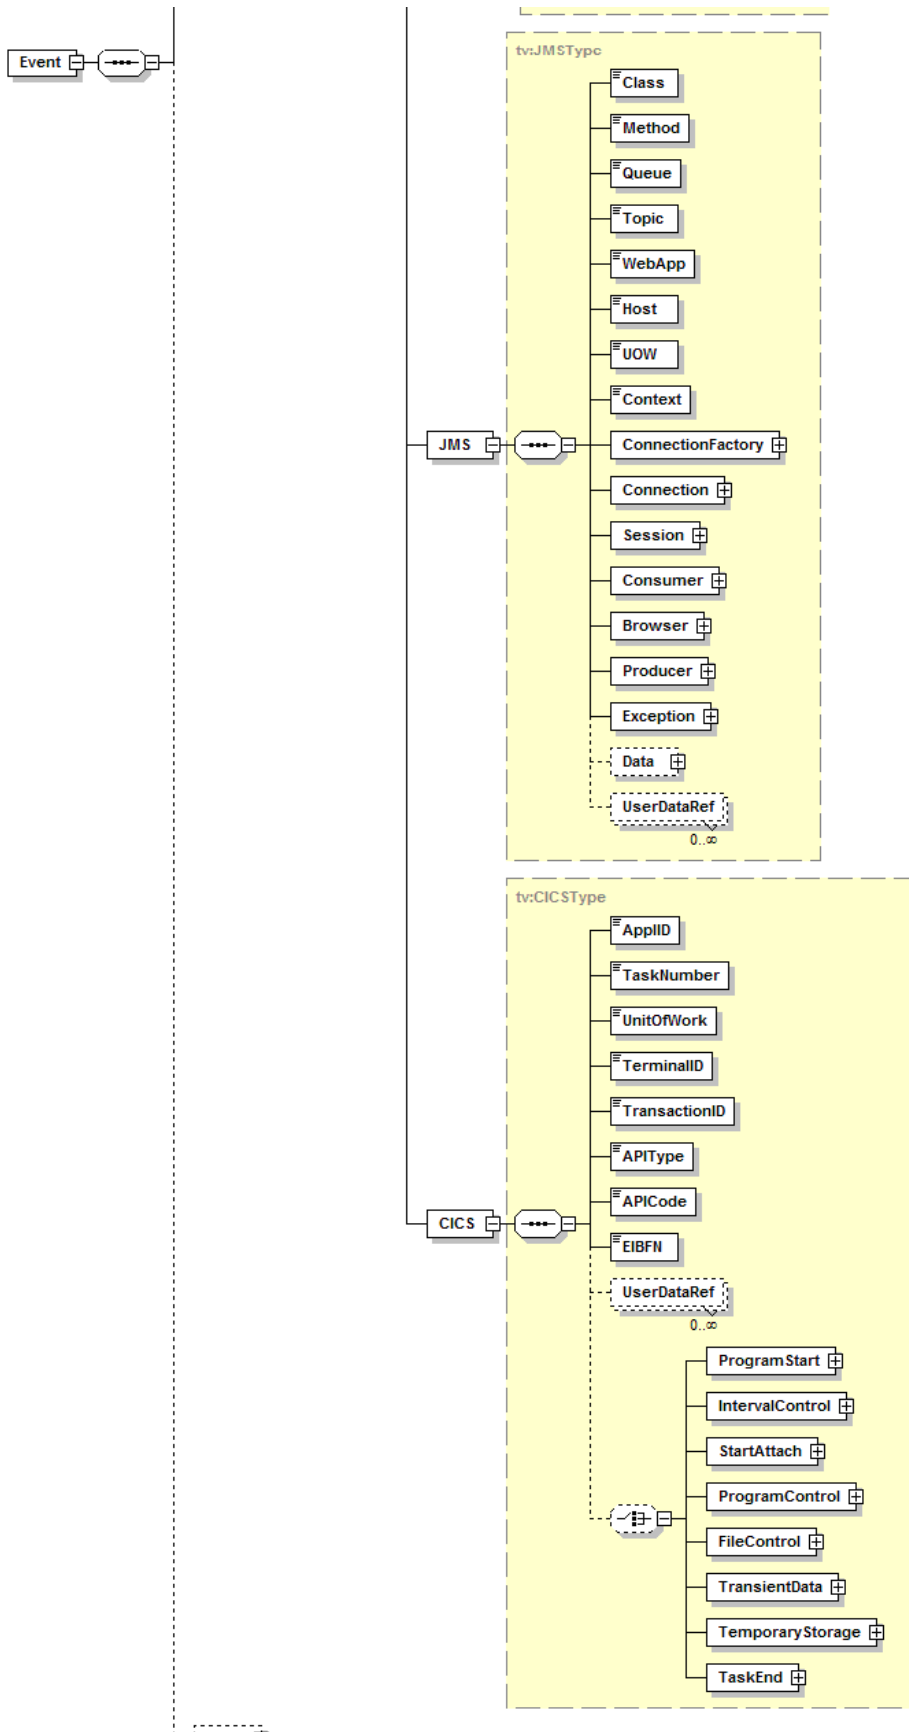 Event
tv:JMSType
Class
Method
Queue
Topic
WebApp
Host
UOW
Context
JMS
ConnectionFactory
Connection
Session
Consumer
Browser
Producer
Exception
Data
UserDataRef
0..∞
tv:CICSType
ApplID
TaskNumber
UnitOfWork
TerminalID
TransactionID
APIType
APICode
CICS
EIBFN
UserDataRef
0..∞
ProgramStart
IntervalControl
StartAttach
ProgramControl
FileControl
TransientData
TemporaryStorage
TaskEnd